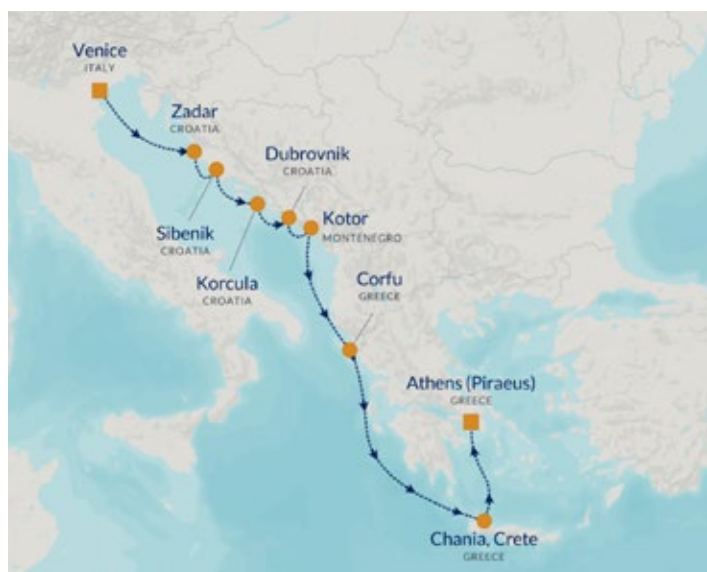 Venice
ITALY
Zadar
CROATIA
Dubrovnik
CROATIA
Sibenik
CROATIA
Kotor
MONTENEGRO
Korcula
CROATIA
Corfu
GREECE
Athens (Piraeus)
GREECE
Chania, Crete
GREECE